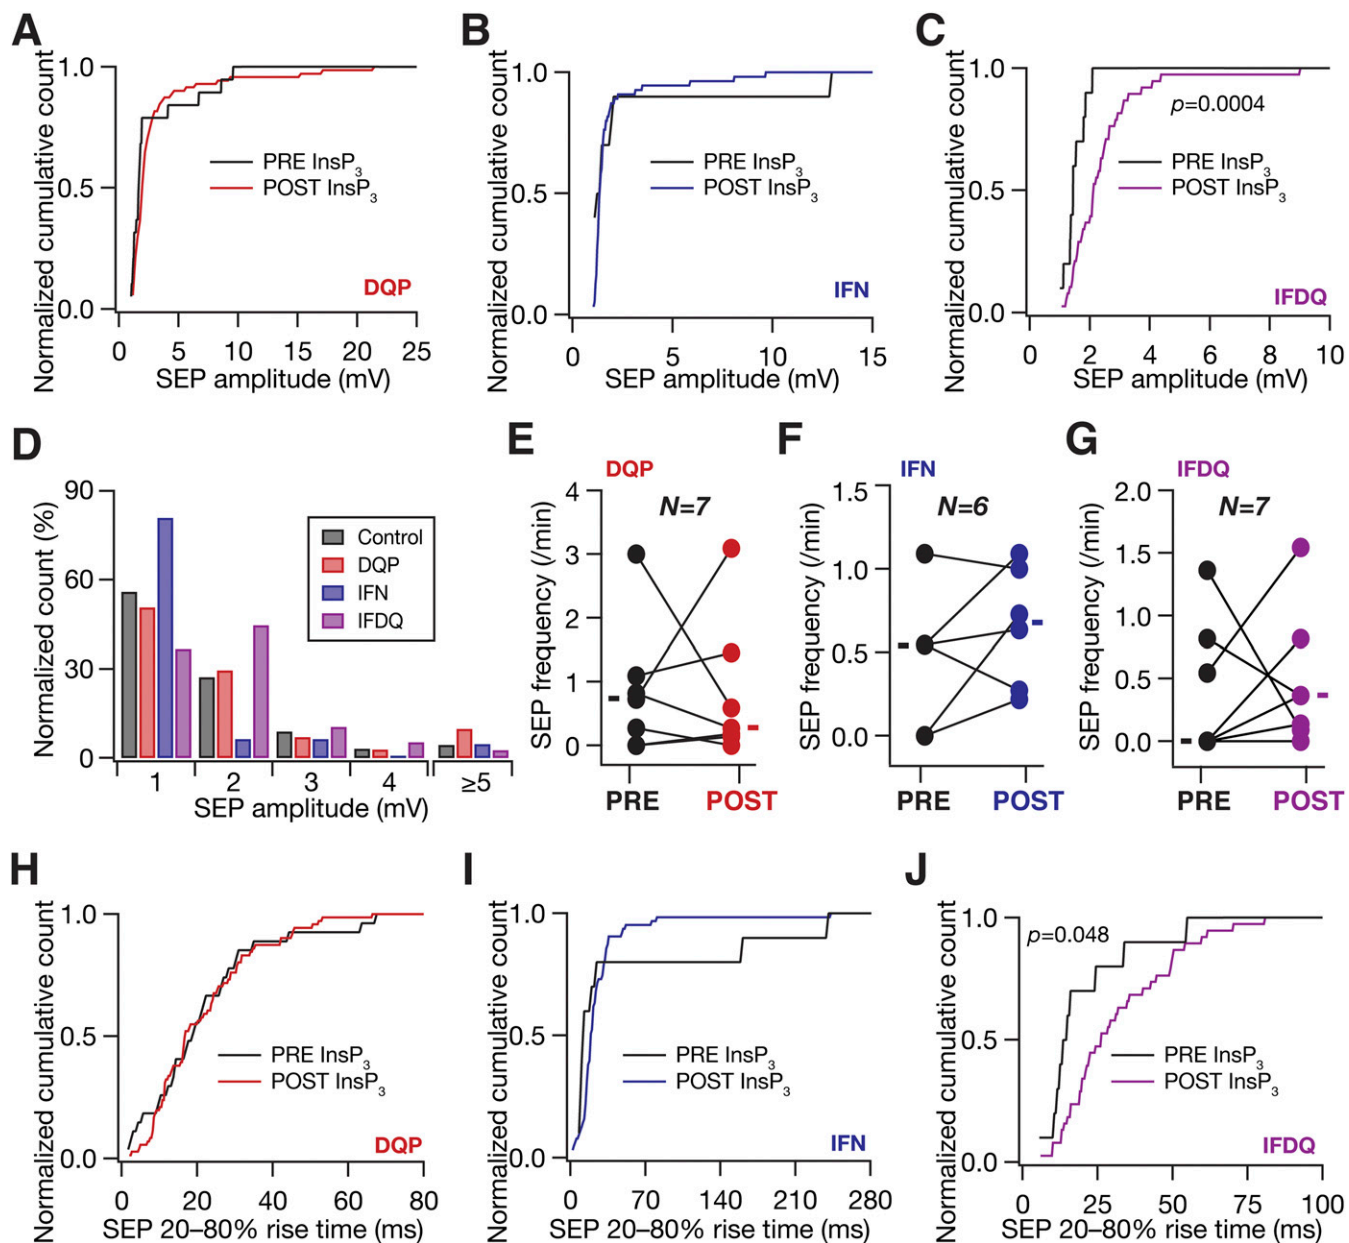 A
Normalized cumulative count
1.0
0.5
0.0
PRE InsP3
POST InsP3
DQP
0 5 10 15 20 25
SEP amplitude (mV)
B
Normalized cumulative count
1.0
0.5
0.0
PRE InsP3
POST InsP3
IFN
0 5 10 15
SEP amplitude (mV)
C
Normalized cumulative count
1.0
0.5
0.0
p=0.0004
PRE InsP3
POST InsP3
IFDQ
0 2 4 6 8 10
SEP amplitude (mV)
D
Normalized count (%)
90
60
30
0
Control
DQP
IFN
IFDQ
1 2 3 4 ≥5
SEP amplitude (mV)
E
DQP
N=7
SEP frequency (/min)
4
3
2
1
0
PRE POST
F
IFN
N=6
SEP frequency (/min)
1.5
1.0
0.5
0.0
PRE POST
G
IFDQ
N=7
SEP frequency (/min)
2.0
1.5
1.0
0.5
0.0
PRE POST
H
Normalized cumulative count
1.0
0.5
0.0
PRE InsP3
POST InsP3
DQP
0 20 40 60 80
SEP 20–80% rise time (ms)
I
Normalized cumulative count
1.0
0.5
0.0
PRE InsP3
POST InsP3
IFN
0 70 140 210 280
SEP 20–80% rise time (ms)
J
Normalized cumulative count
1.0
0.5
0.0
p=0.048
PRE InsP3
POST InsP3
IFDQ
0 25 50 75 100
SEP 20–80% rise time (ms)